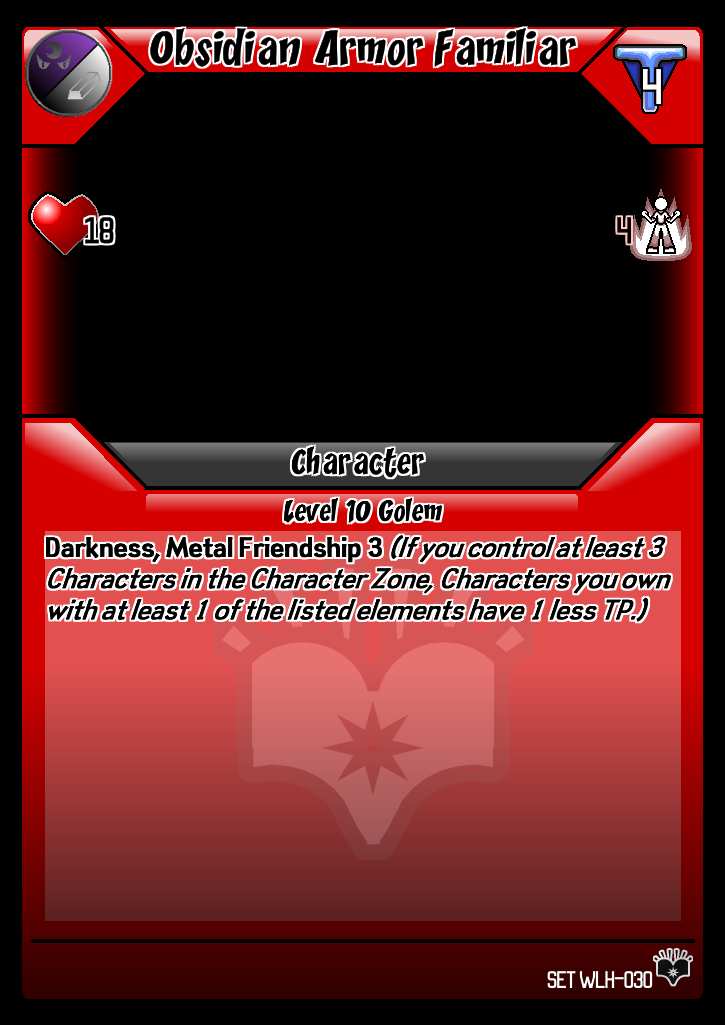 Obsidian Armor Familiar
4
18
4
Character
Level 10 Golem
Darkness, Metal Friendship 3 (If you control at least 3
Characters in the Character Zone, Characters you own
with at least 1 of the listed elements have 1 less TP.)
SET WLH-030